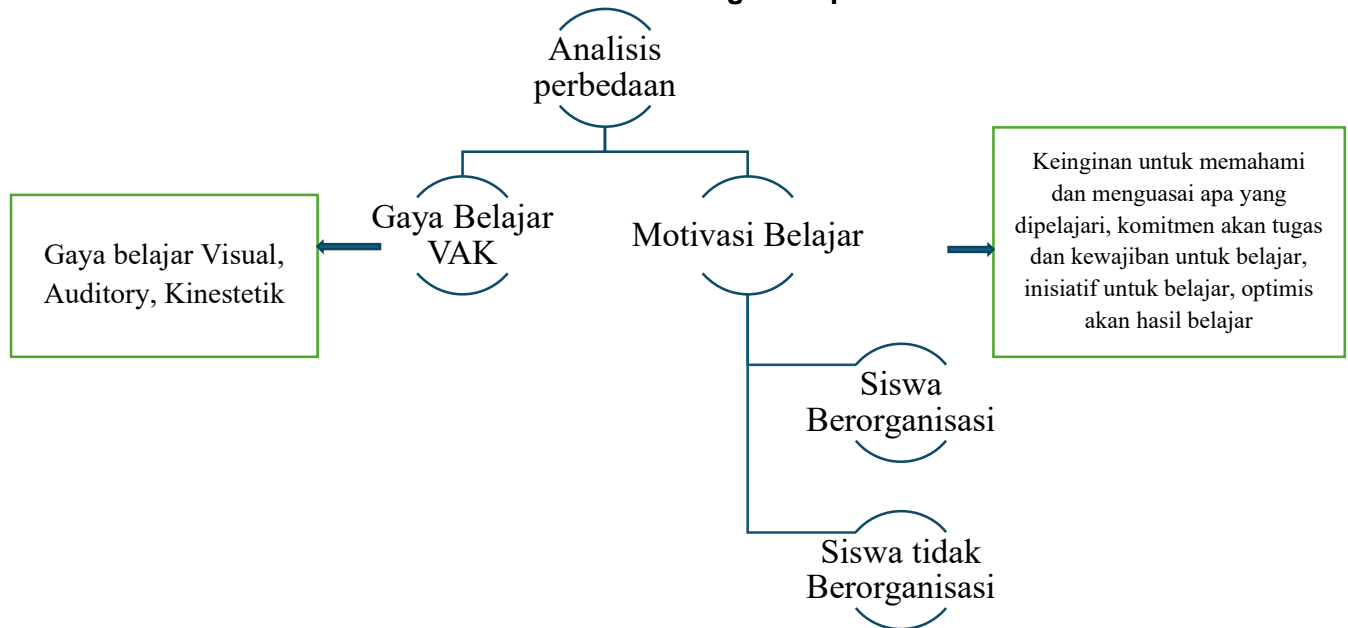 Analisis
perbedaan
Gaya Belajar
VAK
Motivasi Belajar
Gaya belajar Visual,
Auditory, Kinestetik
Keinginan untuk memahami
dan menguasai apa yang
dipelajari, komitmen akan tugas
dan kewajiban untuk belajar,
inisiatif untuk belajar, optimis
akan hasil belajar
Siswa
Berorganisasi
Siswa tidak
Berorganisasi